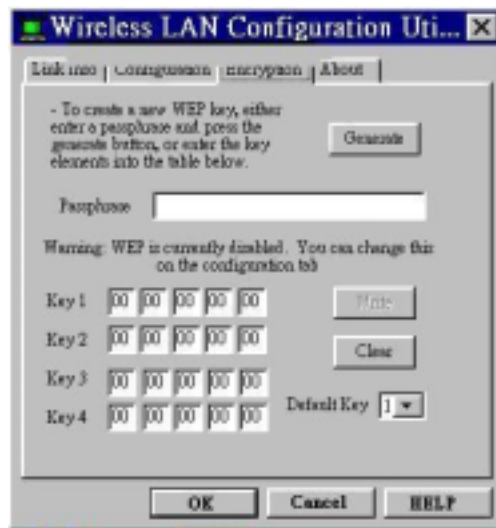 Wireless LAN Configuration Uti...
Link Info Configuration Encryption About
- To create a new WEP key, either
enter a passphrase and press the
generate button, or enter the key
elements into the table below.
Generate
Passphrase
Warning: WEP is currently disabled. You can change this
on the configuration tab
Key 1 00 00 00 00 00
Write
Key 2 00 00 00 00 00
Clear
Key 3 00 00 00 00 00
Default Key 1
Key 4 00 00 00 00 00
OK Cancel HELP